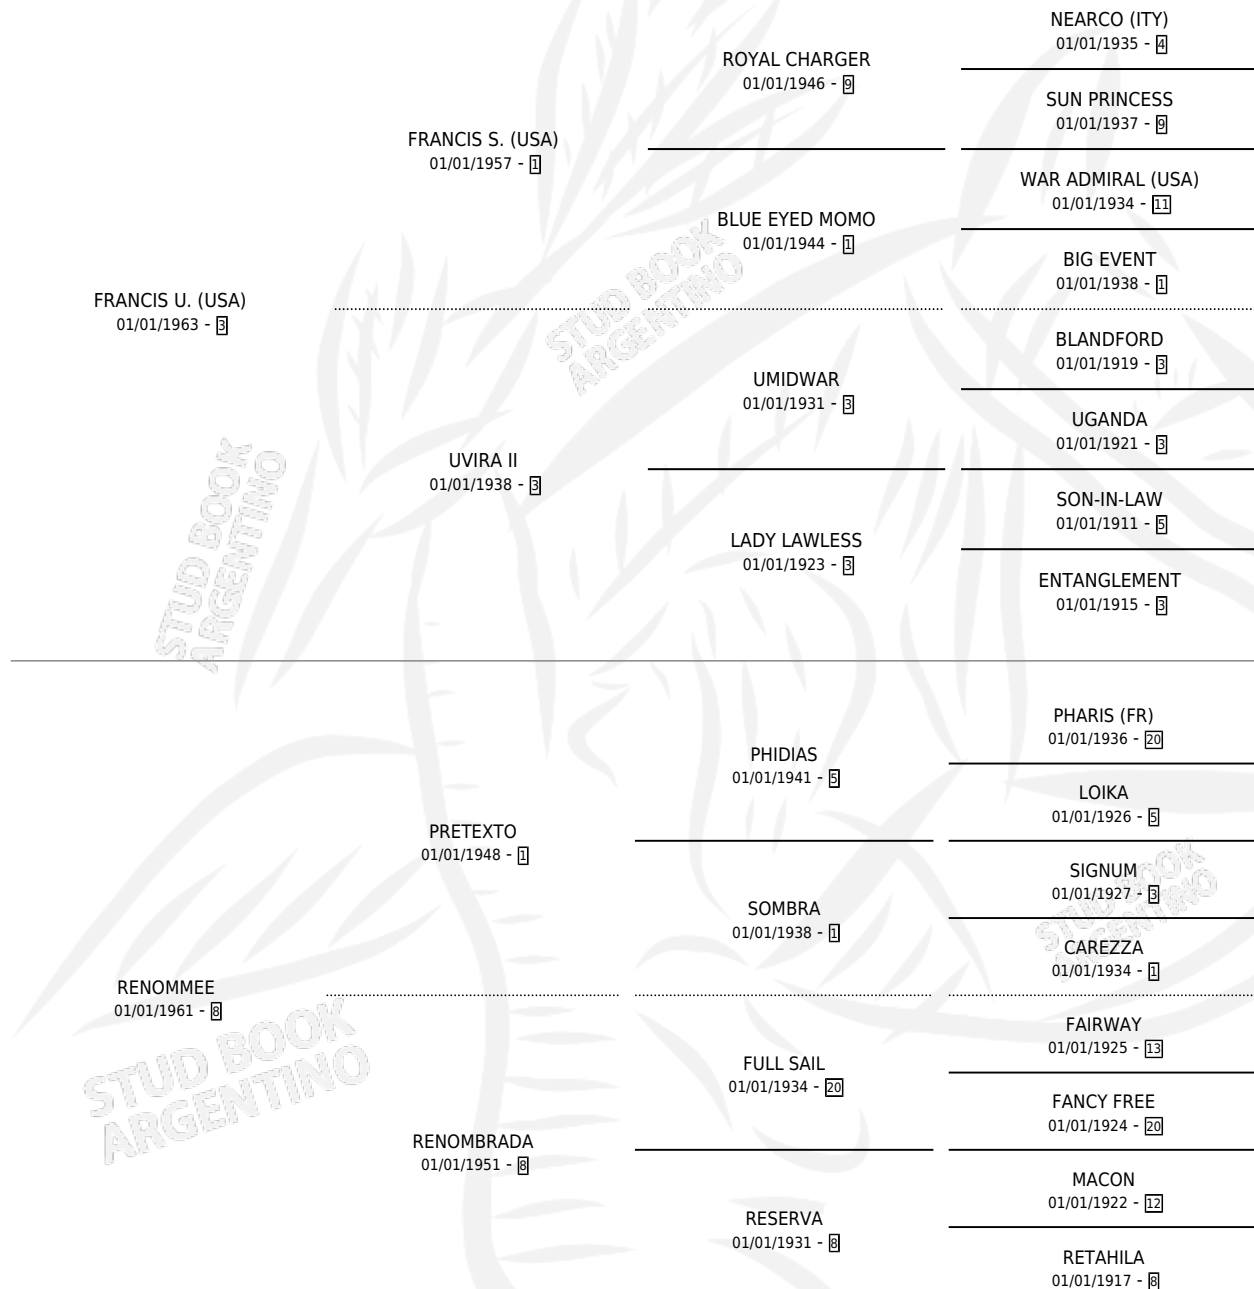 NEARCO (ITY)
01/01/1935 - 4
ROYAL CHARGER
01/01/1946 - 9
SUN PRINCESS
01/01/1937 - 9
FRANCIS S. (USA)
01/01/1957 - 1
WAR ADMIRAL (USA)
01/01/1934 - 11
BLUE EYED MOMO
01/01/1944 - 1
BIG EVENT
01/01/1938 - 1
FRANCIS U. (USA)
01/01/1963 - 3
BLANDFORD
01/01/1919 - 3
UMIDWAR
01/01/1931 - 3
UGANDA
01/01/1921 - 3
UVIRA II
01/01/1938 - 3
SON-IN-LAW
01/01/1911 - 5
LADY LAWLESS
01/01/1923 - 3
ENTANGLEMENT
01/01/1915 - 3
PHARIS (FR)
01/01/1936 - 20
PHIDIAS
01/01/1941 - 5
LOIKA
01/01/1926 - 5
PRETEXTO
01/01/1948 - 1
SIGNUM
01/01/1927 - 3
SOMBRA
01/01/1938 - 1
CAREZZA
01/01/1934 - 1
RENOMMEE
01/01/1961 - 8
FAIRWAY
01/01/1925 - 13
FULL SAIL
01/01/1934 - 20
FANCY FREE
01/01/1924 - 20
RENOMBRADA
01/01/1951 - 8
MACON
01/01/1922 - 12
RESERVA
01/01/1931 - 8
RETAHILA
01/01/1917 - 8
STUD BOOK
ARGENTINO
STUD BOOK
ARGENTINO
STUD BOOK
ARGENTINO
STUD BOOK
ARGENTINO